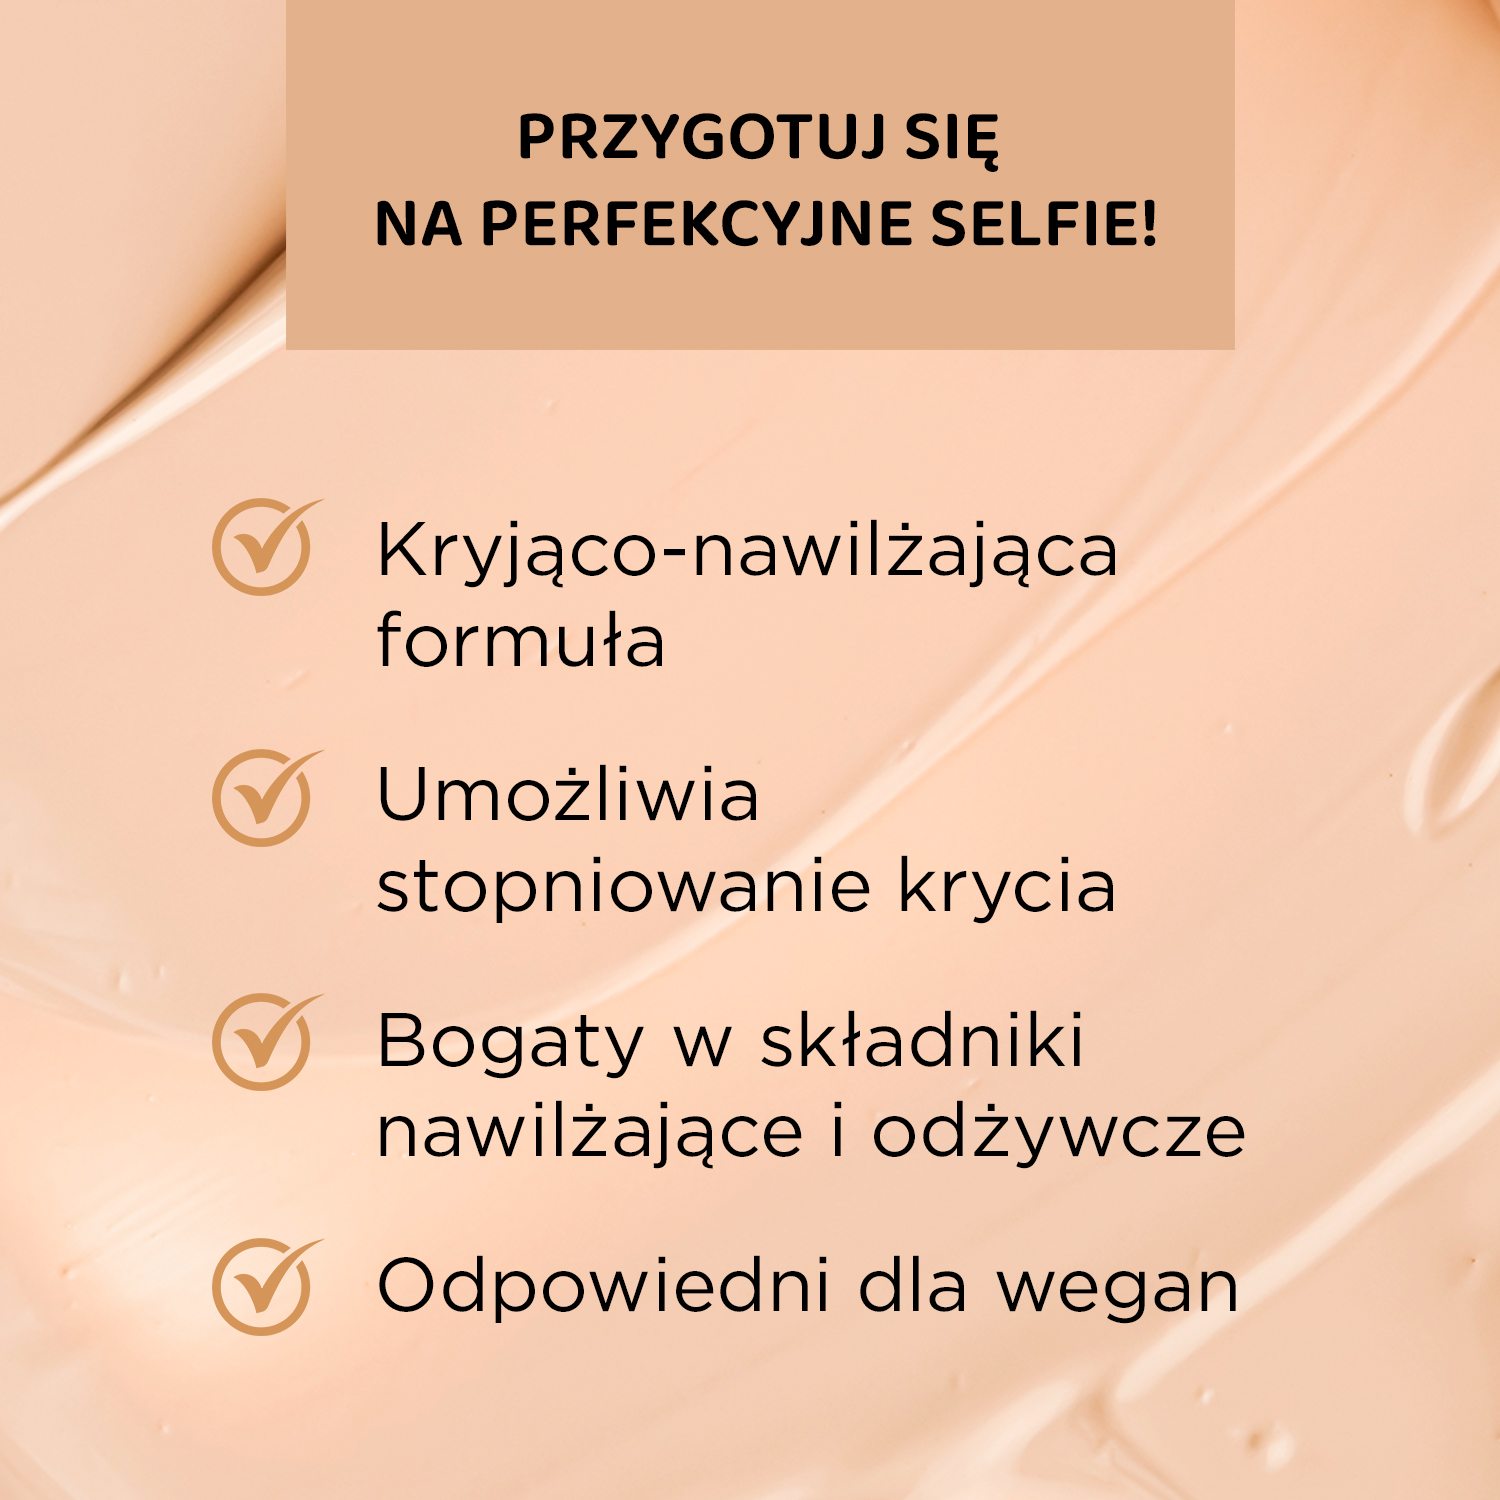 PRZYGOTUJ SIĘ
NA PERFEKCYJNE SELFIE!
Kryjąco-nawilżająca
formuła
Umożliwia
stopniowanie krycia
Bogaty w składniki
nawilżające i odżywcze
Odpowiedni dla wegan